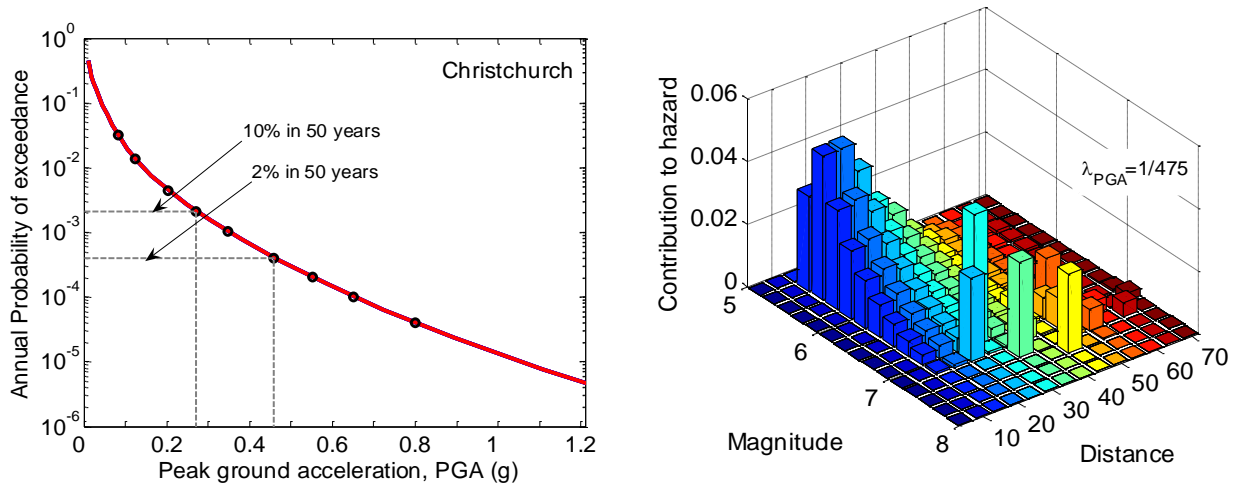 10⁰
10⁻¹
10⁻²
10⁻³
10⁻⁴
10⁻⁵
10⁻⁶
Annual Probability of exceedance
Christchurch
10% in 50 years
2% in 50 years
0 0.2 0.4 0.6 0.8 1 1.2
Peak ground acceleration, PGA (g)
0.06
0.04
0.02
0
Contribution to hazard
λPGA=1/475
5
6
7
8
Magnitude
10
20
30
40
50
60
70
Distance